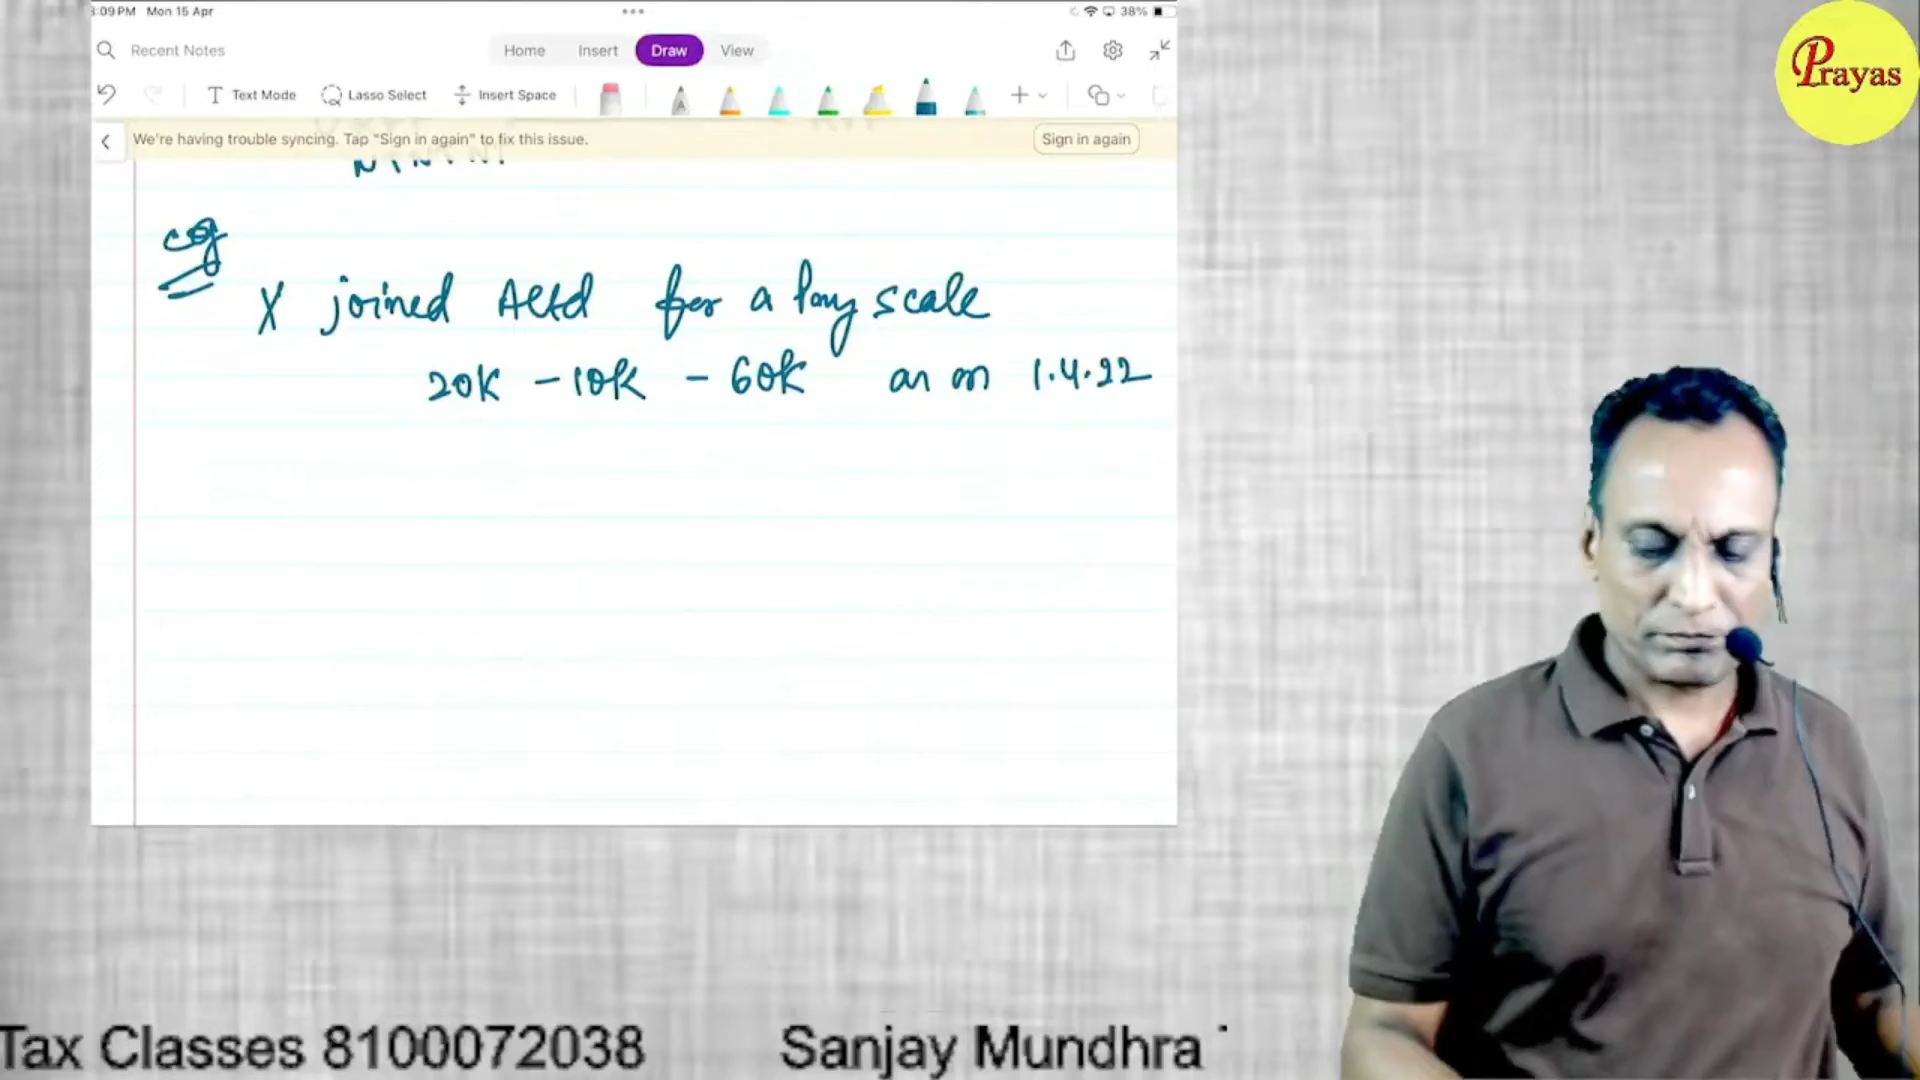 :09 PM Mon 15 Apr
38%
Prayas
Recent Notes
Home Insert Draw View
Text Mode Lasso Select Insert Space
We're having trouble syncing. Tap "Sign in again" to fix this issue.
Sign in again
eg
X joined A Ltd for a pay scale
20K - 10K - 60K as on 1.4.22
Tax Classes 8100072038 Sanjay Mundhra